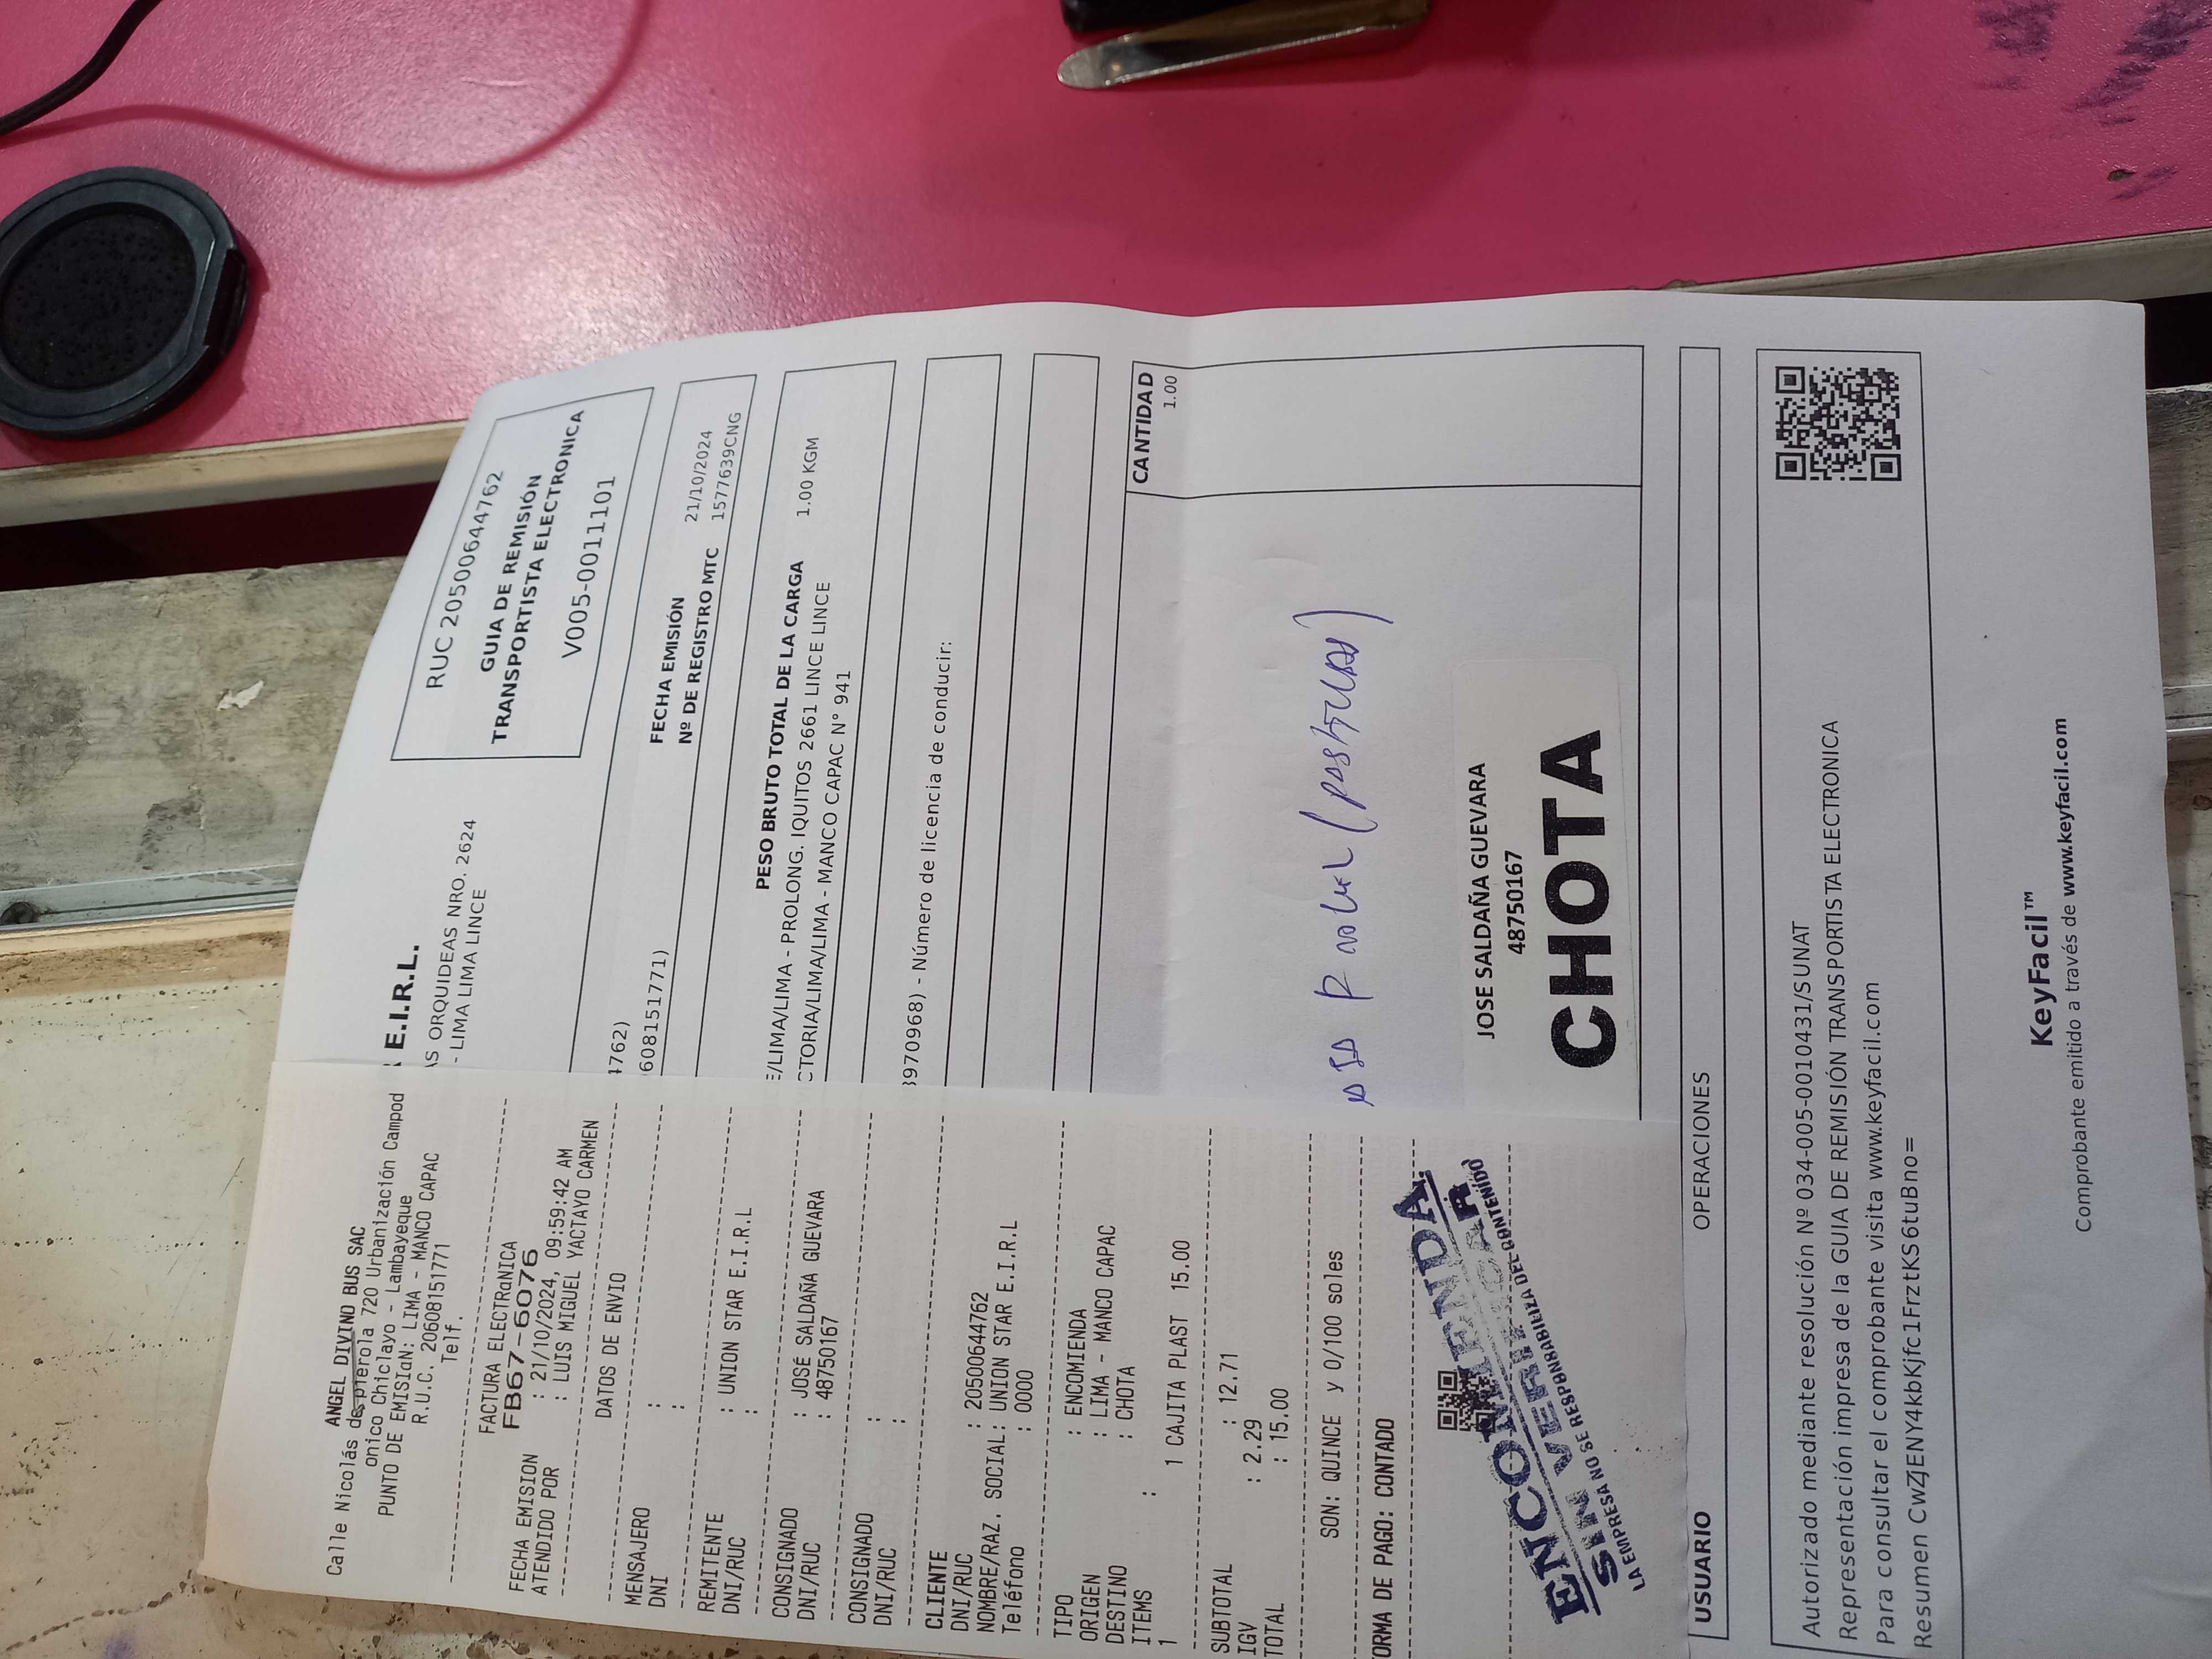 ANGEL DIVINO BUS SAC
Calle Nicolás de pierola 720 Urbanización Campod
onico Chiclayo - Lambayeque
PUNTO DE EMISIαN: LIMA - MANCO CAPAC
R.U.C. 20608151771
Telf.
FACTURA ELECTRαNICA
FB67-6076
FECHA EMISION : 21/10/2024, 09:59:42 AM
ATENDIDO POR : LUIS MIGUEL YACTAYO CARMEN
DATOS DE ENVIO
MENSAJERO :
DNI :
REMITENTE : UNION STAR E.I.R.L
DNI/RUC :
CONSIGNADO : JOSÉ SALDAÑA GUEVARA
DNI/RUC : 48750167
CONSIGNADO :
DNI/RUC :
CLIENTE
DNI/RUC : 20500644762
NOMBRE/RAZ. SOCIAL: UNION STAR E.I.R.L
Teléfono : 0000
TIPO : ENCOMIENDA
ORIGEN : LIMA - MANCO CAPAC
DESTINO : CHOTA
ITEMS :
1 1 CAJITA PLAST 15.00
SUBTOTAL : 12.71
IGV : 2.29
TOTAL : 15.00
SON: QUINCE y 0/100 soles
ORMA DE PAGO: CONTADO
ENCOMIENDA
SIN VERIFICAR
LA EMPRESA NO SE RESPONSABILIZA DEL CONTENIDO
E.I.R.L.
AS ORQUIDEAS NRO. 2624
- LIMA LIMA LINCE
RUC 20500644762
GUIA DE REMISIÓN
TRANSPORTISTA ELECTRONICA
V005-0011101
4762)
608151771)
FECHA EMISIÓN 21/10/2024
Nº DE REGISTRO MTC 1577639CNG
PESO BRUTO TOTAL DE LA CARGA 1.00 KGM
E/LIMA/LIMA - PROLONG. IQUITOS 2661 LINCE LINCE
CTORIA/LIMA/LIMA - MANCO CAPAC N° 941
3970968) - Número de licencia de conducir:
CANTIDAD
1.00
JOSE SALDAÑA GUEVARA
48750167
CHOTA
USUARIO OPERACIONES
Autorizado mediante resolución Nº 034-005-0010431/SUNAT
Representación impresa de la GUIA DE REMISIÓN TRANSPORTISTA ELECTRONICA
Para consultar el comprobante visita www.keyfacil.com
Resumen CwZjENY4kbKjfc1FrztKS6tuBno=
KeyFacil™
Comprobante emitido a través de www.keyfacil.com